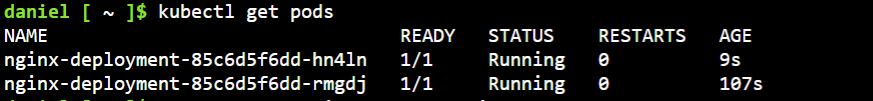 daniel [ ~ ]$ kubectl get pods
NAME READY STATUS RESTARTS AGE
nginx-deployment-85c6d5f6dd-hn4ln 1/1 Running 0 9s
nginx-deployment-85c6d5f6dd-rmgdj 1/1 Running 0 107s